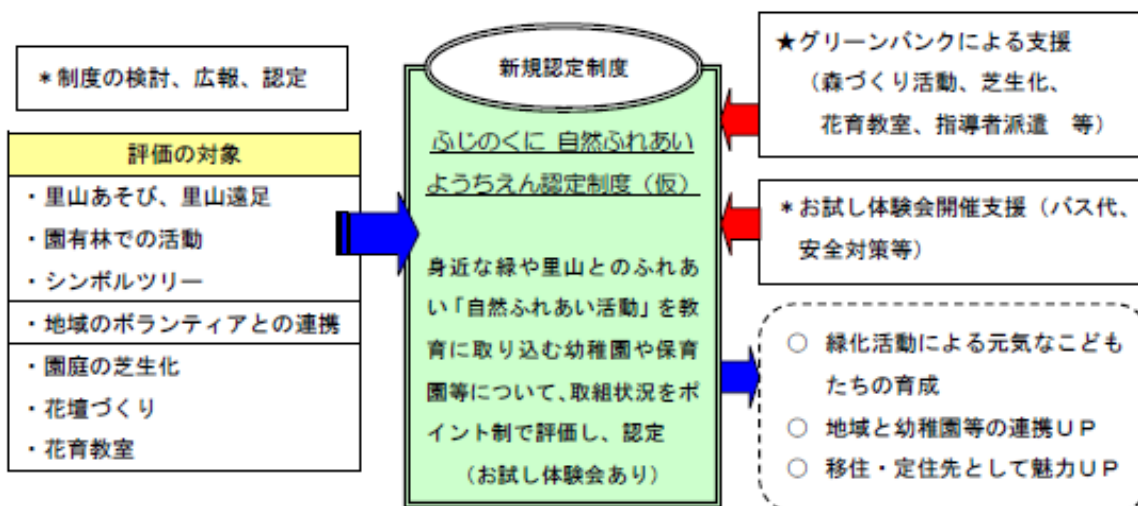 ＊制度の検討、広報、認定
評価の対象
・里山あそび、里山遠足
・園有林での活動
・シンボルツリー
・地域のボランティアとの連携
・園庭の芝生化
・花壇づくり
・花育教室
新規認定制度
ふじのくに 自然ふれあい
ようちえん認定制度（仮）
身近な緑や里山とのふれあ
い「自然ふれあい活動」を教
育に取り込む幼稚園や保育
園等について、取組状況をポ
イント制で評価し、認定
（お試し体験会あり）
★グリーンバンクによる支援
（森づくり活動、芝生化、
花育教室、指導者派遣　等）
＊お試し体験会開催支援（バス代、
安全対策等）
○ 緑化活動による元気なこども
たちの育成
○ 地域と幼稚園等の連携ＵＰ
○ 移住・定住先として魅力ＵＰ